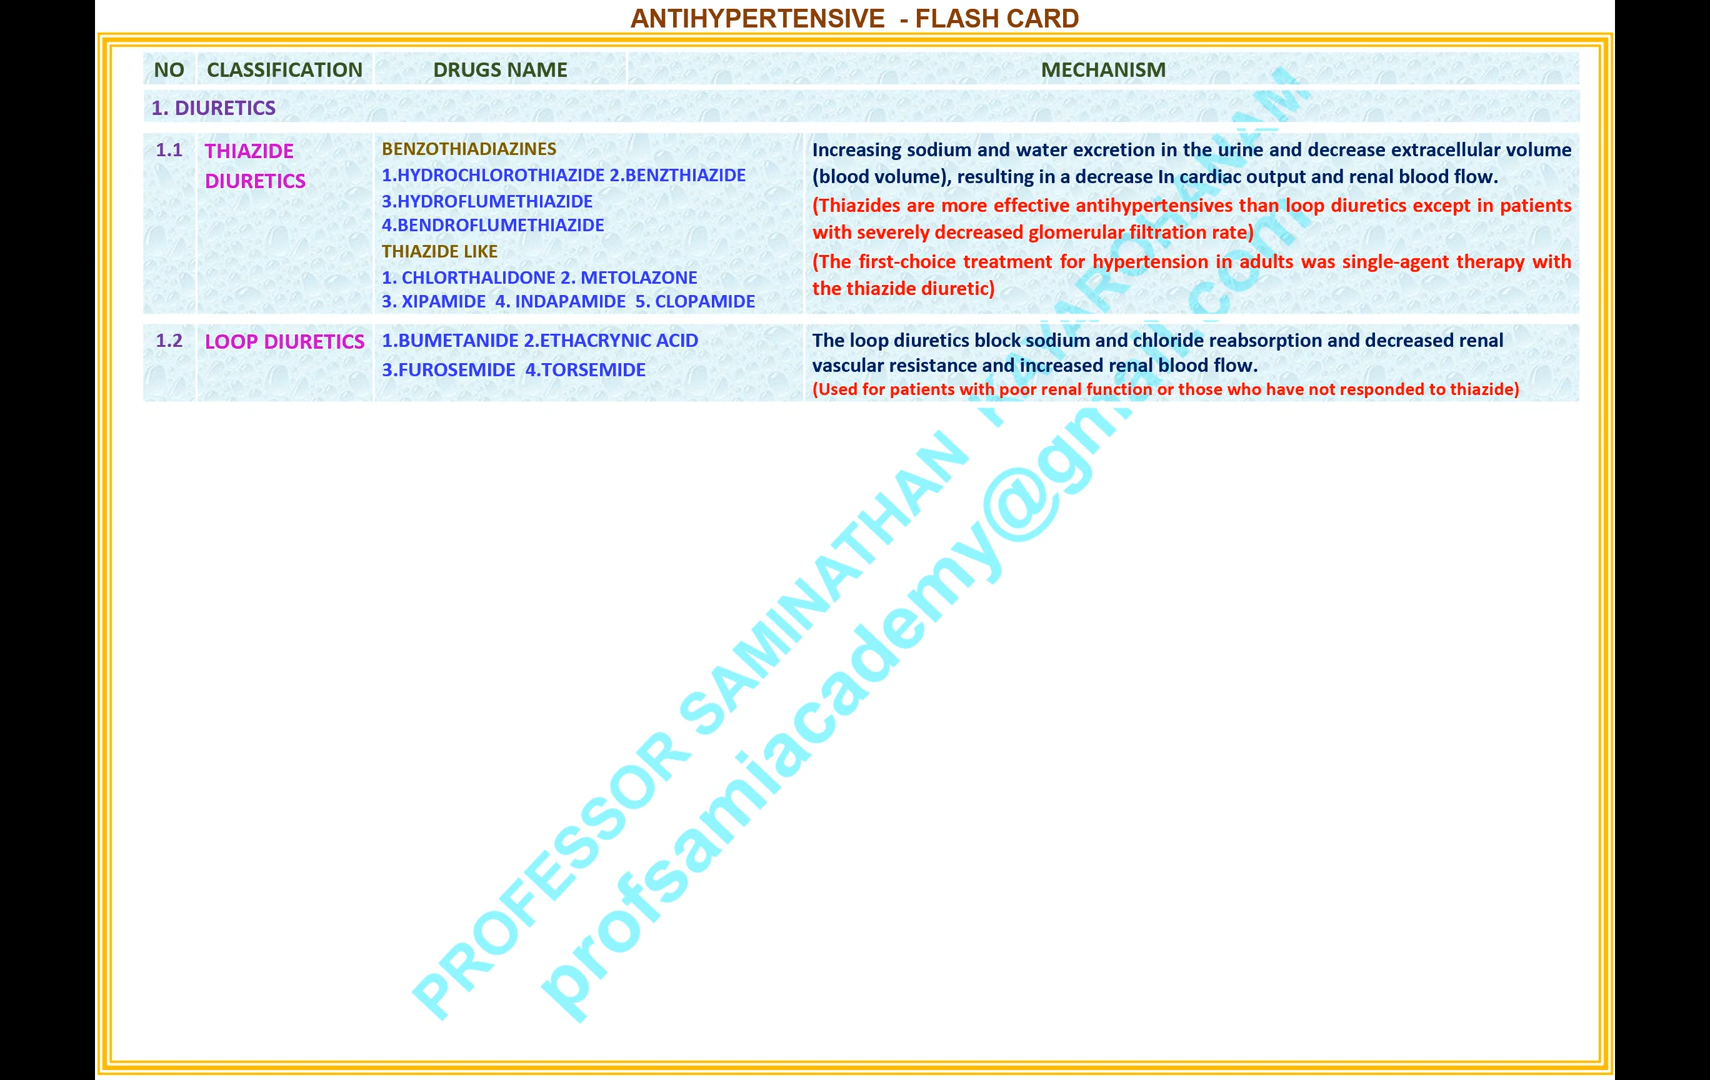 ANTIHYPERTENSIVE - FLASH CARD
NO CLASSIFICATION DRUGS NAME MECHANISM
1. DIURETICS
1.1 THIAZIDE DIURETICS
BENZOTHIADIAZINES
1.HYDROCHLOROTHIAZIDE 2.BENZTHIAZIDE
3.HYDROFLUMETHIAZIDE
4.BENDROFLUMETHIAZIDE
THIAZIDE LIKE
1. CHLORTHALIDONE 2. METOLAZONE
3. XIPAMIDE 4. INDAPAMIDE 5. CLOPAMIDE
Increasing sodium and water excretion in the urine and decrease extracellular volume
(blood volume), resulting in a decrease In cardiac output and renal blood flow.
(Thiazides are more effective antihypertensives than loop diuretics except in patients
with severely decreased glomerular filtration rate)
(The first-choice treatment for hypertension in adults was single-agent therapy with
the thiazide diuretic)
1.2 LOOP DIURETICS
1.BUMETANIDE 2.ETHACRYNIC ACID
3.FUROSEMIDE 4.TORSEMIDE
The loop diuretics block sodium and chloride reabsorption and decreased renal
vascular resistance and increased renal blood flow.
(Used for patients with poor renal function or those who have not responded to thiazide)
PROFESSOR SAMINATHAN KAYAROHANAM
profsamiacademy@gmail.com